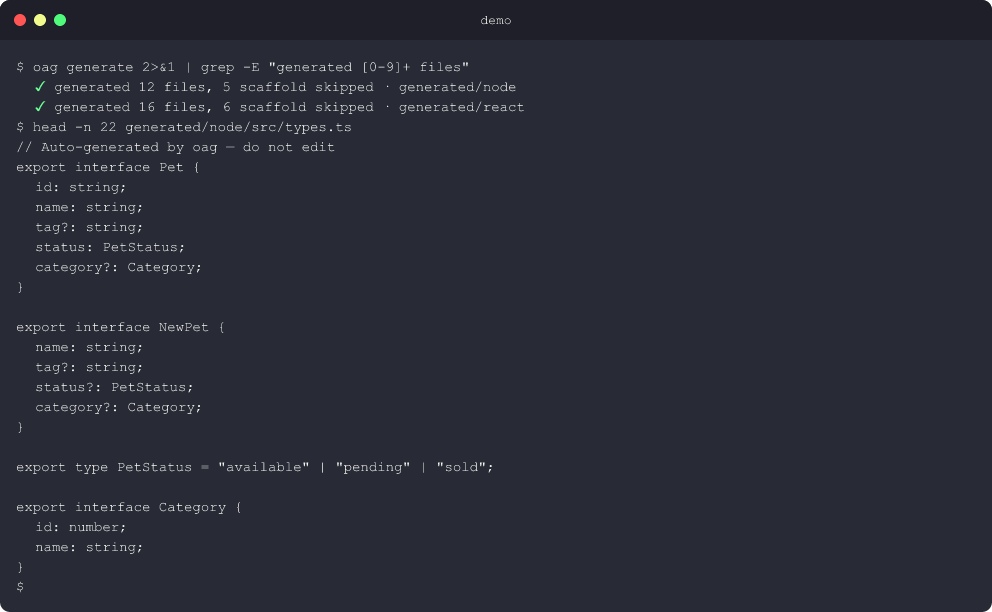 demo
$ oag generate 2>&1 | grep -E "generated [0-9]+ files"
  ✓ generated 12 files, 5 scaffold skipped · generated/node
  ✓ generated 16 files, 6 scaffold skipped · generated/react
$ head -n 22 generated/node/src/types.ts
// Auto-generated by oag — do not edit
export interface Pet {
  id: string;
  name: string;
  tag?: string;
  status: PetStatus;
  category?: Category;
}

export interface NewPet {
  name: string;
  tag?: string;
  status?: PetStatus;
  category?: Category;
}

export type PetStatus = "available" | "pending" | "sold";

export interface Category {
  id: number;
  name: string;
}
$